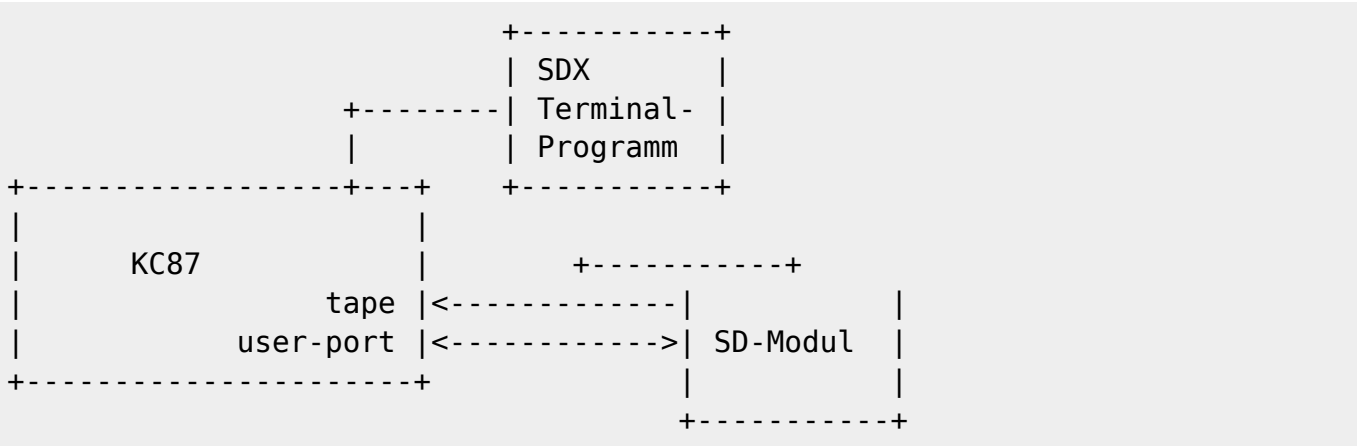 SDX
Terminal-
Programm
KC87
tape
user-port
SD-Modul